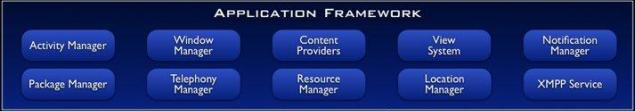 APPLICATION FRAMEWORK
Activity Manager
Window
Manager
Content
Providers
View
System
Notification
Manager
Package Manager
Telephony
Manager
Resource
Manager
Location
Manager
XMPP Service